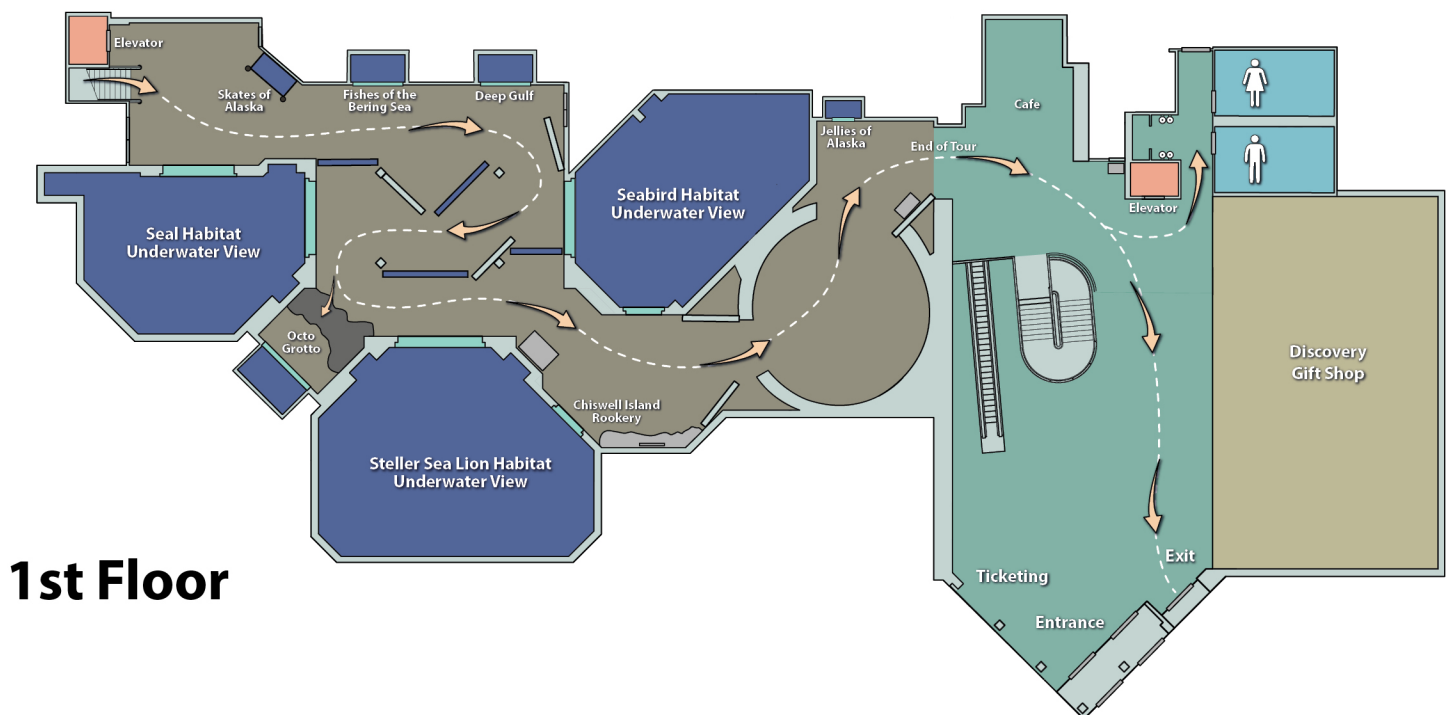 Elevator
Skates of
Alaska
Fishes of the
Bering Sea
Deep Gulf
Jellies of
Alaska
Cafe
End of Tour
Elevator
Seabird Habitat
Underwater View
Seal Habitat
Underwater View
Octo
Grotto
Discovery
Gift Shop
Chiswell Island
Rookery
Steller Sea Lion Habitat
Underwater View
1st Floor
Exit
Ticketing
Entrance